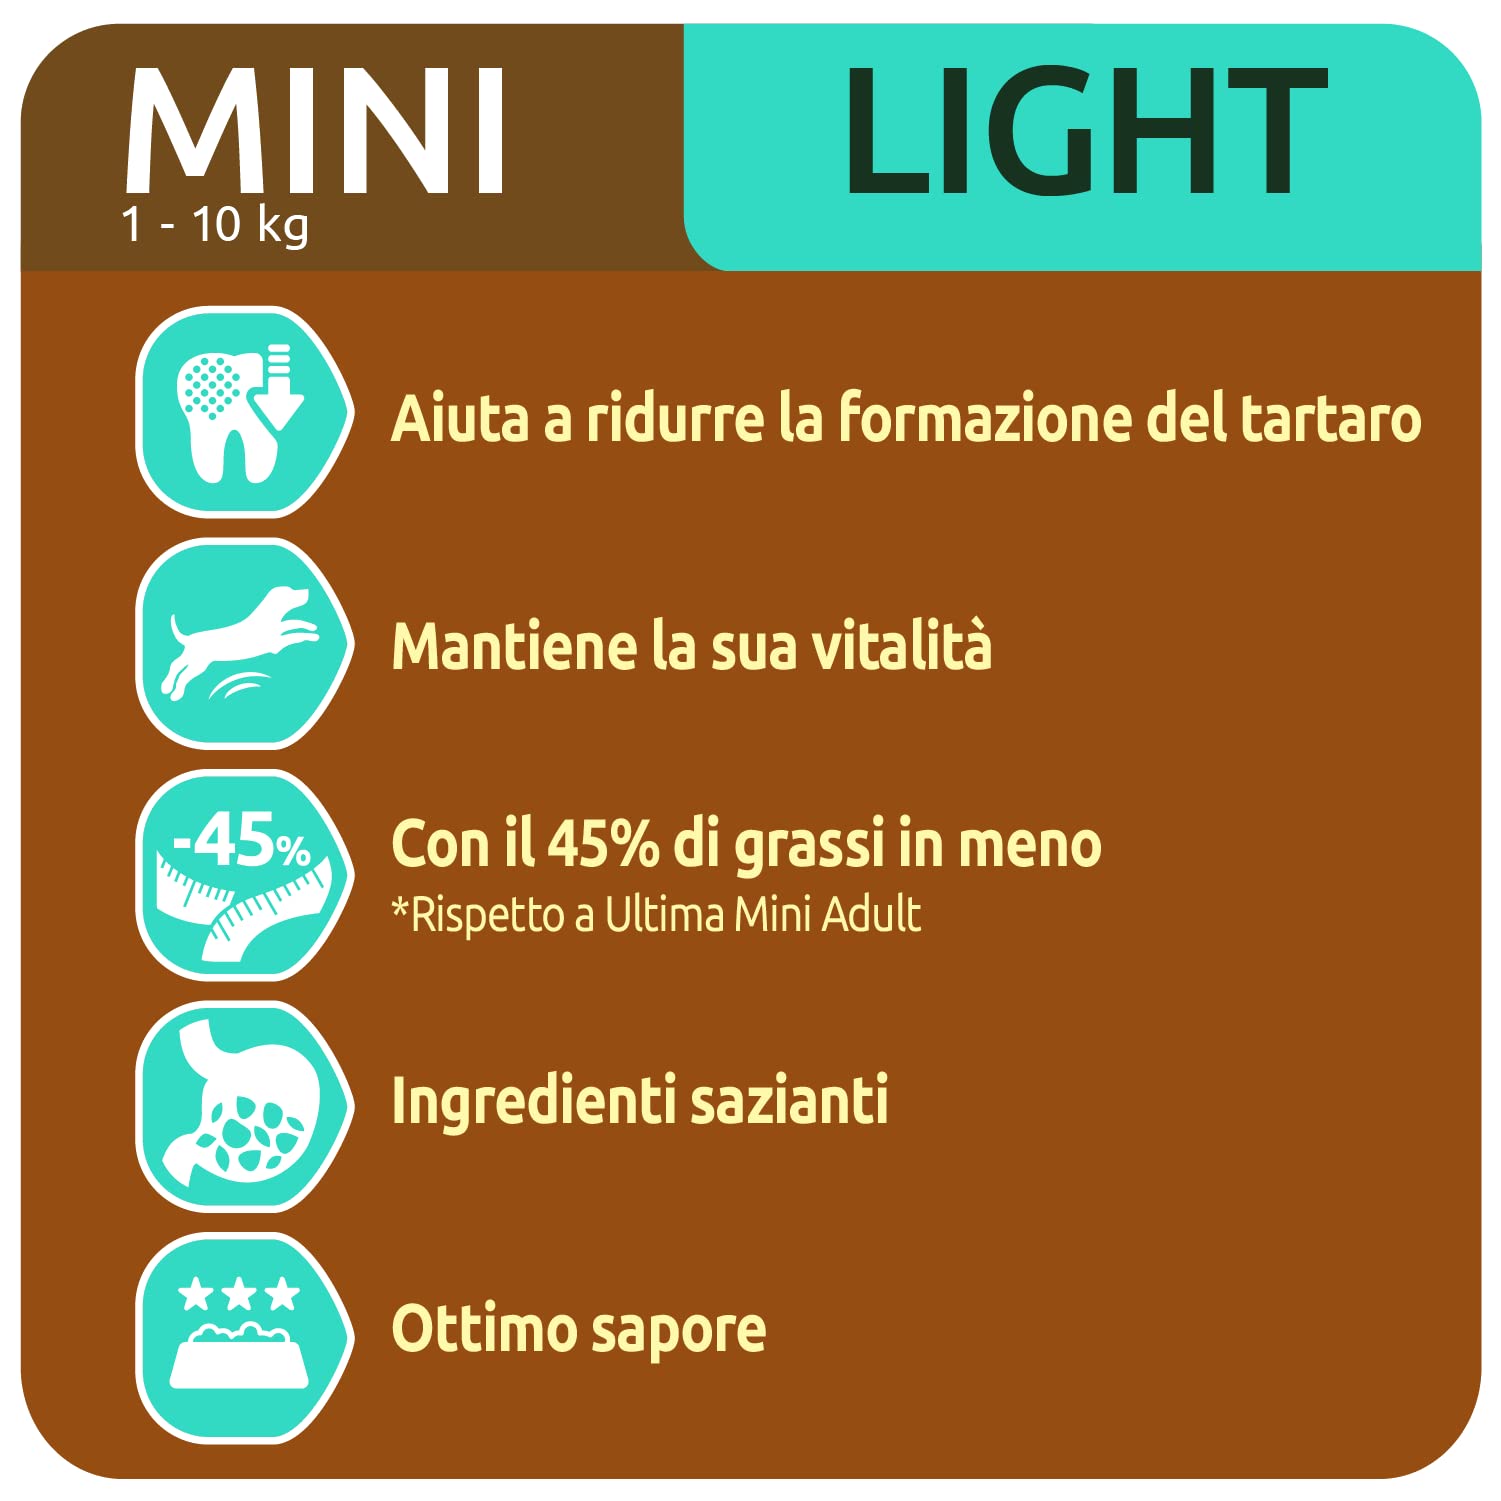 MINI
1 - 10 kg
LIGHT
Aiuta a ridurre la formazione del tartaro
Mantiene la sua vitalità
-45%
Con il 45% di grassi in meno
*Rispetto a Ultima Mini Adult
Ingredienti sazianti
Ottimo sapore